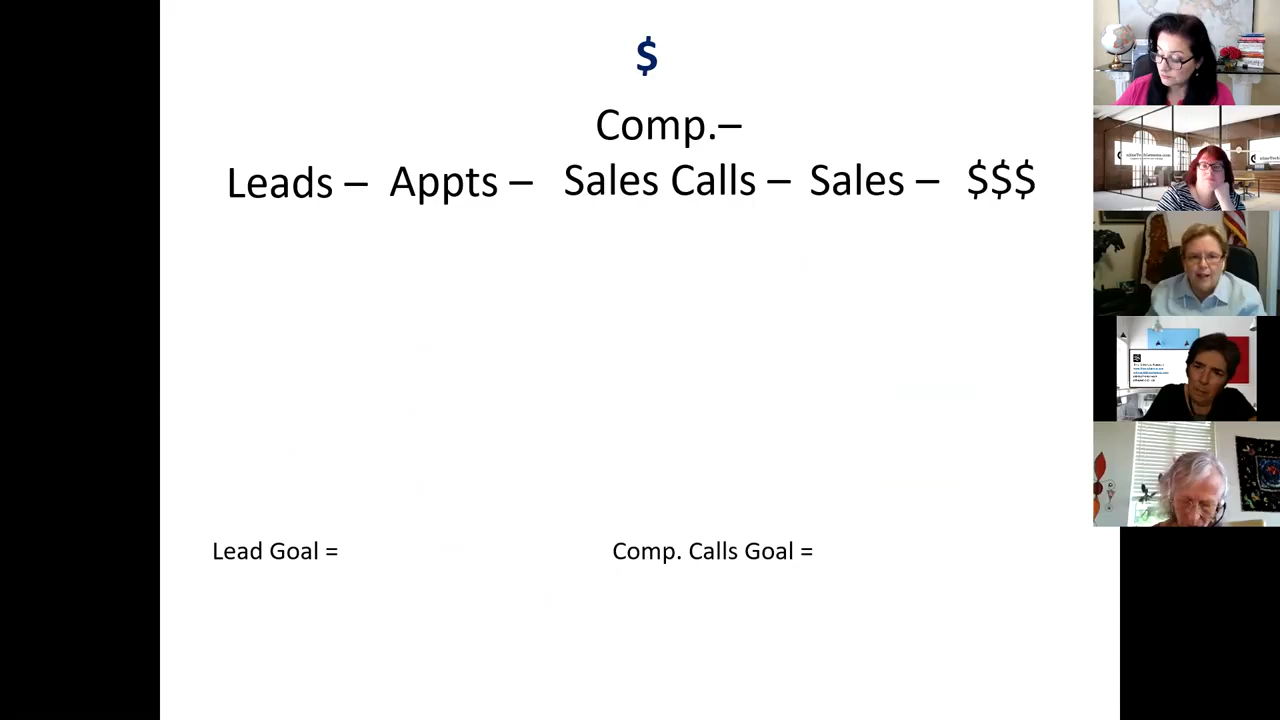 $
Comp.–
Leads – Appts – Sales Calls – Sales – $$$
Lead Goal =
Comp. Calls Goal =